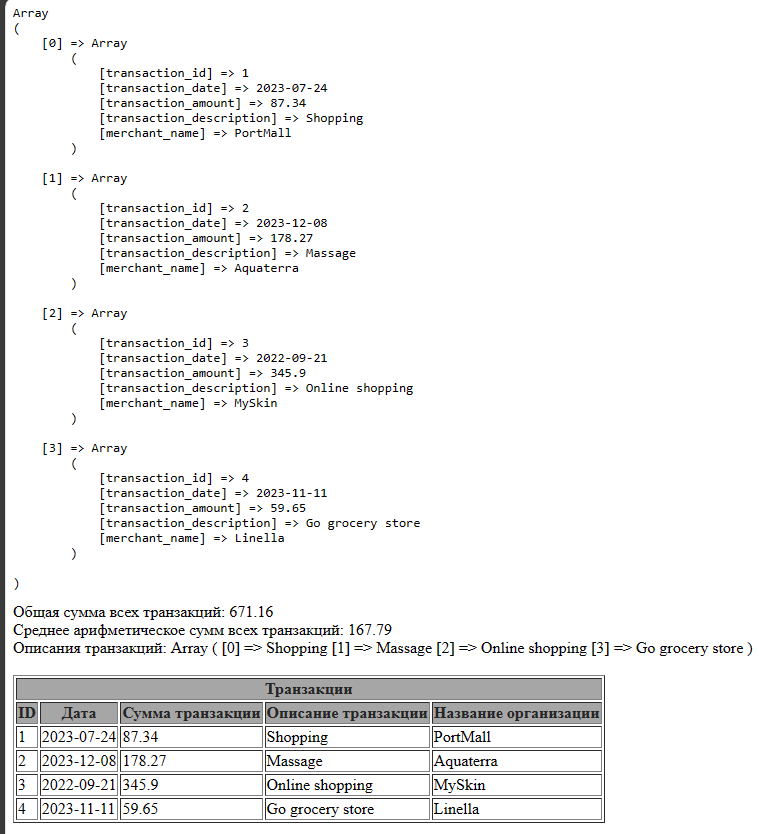 Array
(
[0] => Array
(
[transaction_id] => 1
[transaction_date] => 2023-07-24
[transaction_amount] => 87.34
[transaction_description] => Shopping
[merchant_name] => PortMall
)
[1] => Array
(
[transaction_id] => 2
[transaction_date] => 2023-12-08
[transaction_amount] => 178.27
[transaction_description] => Massage
[merchant_name] => Aquaterra
)
[2] => Array
(
[transaction_id] => 3
[transaction_date] => 2022-09-21
[transaction_amount] => 345.9
[transaction_description] => Online shopping
[merchant_name] => MySkin
)
[3] => Array
(
[transaction_id] => 4
[transaction_date] => 2023-11-11
[transaction_amount] => 59.65
[transaction_description] => Go grocery store
[merchant_name] => Linella
)
)
Общая сумма всех транзакций: 671.16
Среднее арифметическое сумм всех транзакций: 167.79
Описания транзакций: Array ( [0] => Shopping [1] => Massage [2] => Online shopping [3] => Go grocery store )
Транзакции
ID Дата Сумма транзакции Описание транзакции Название организации
1 2023-07-24 87.34 Shopping PortMall
2 2023-12-08 178.27 Massage Aquaterra
3 2022-09-21 345.9 Online shopping MySkin
4 2023-11-11 59.65 Go grocery store Linella